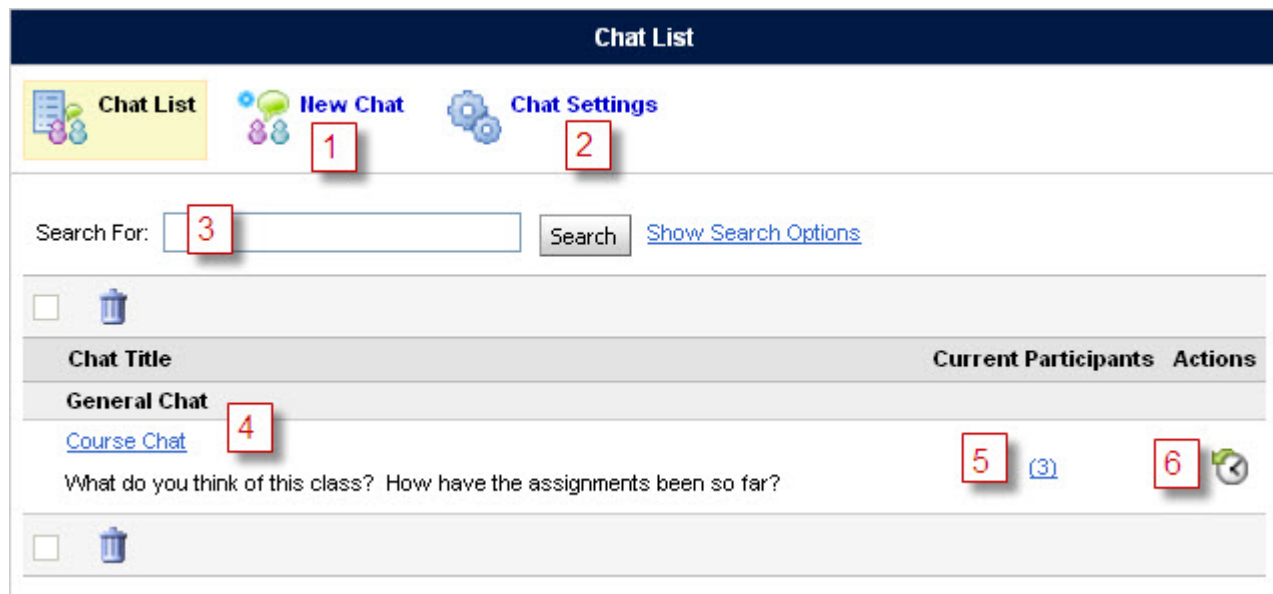 Chat List
Chat List New Chat Chat Settings
1 2
Search For: 3 Search Show Search Options
Chat Title Current Participants Actions
General Chat
4
Course Chat
5 (3) 6
What do you think of this class? How have the assignments been so far?